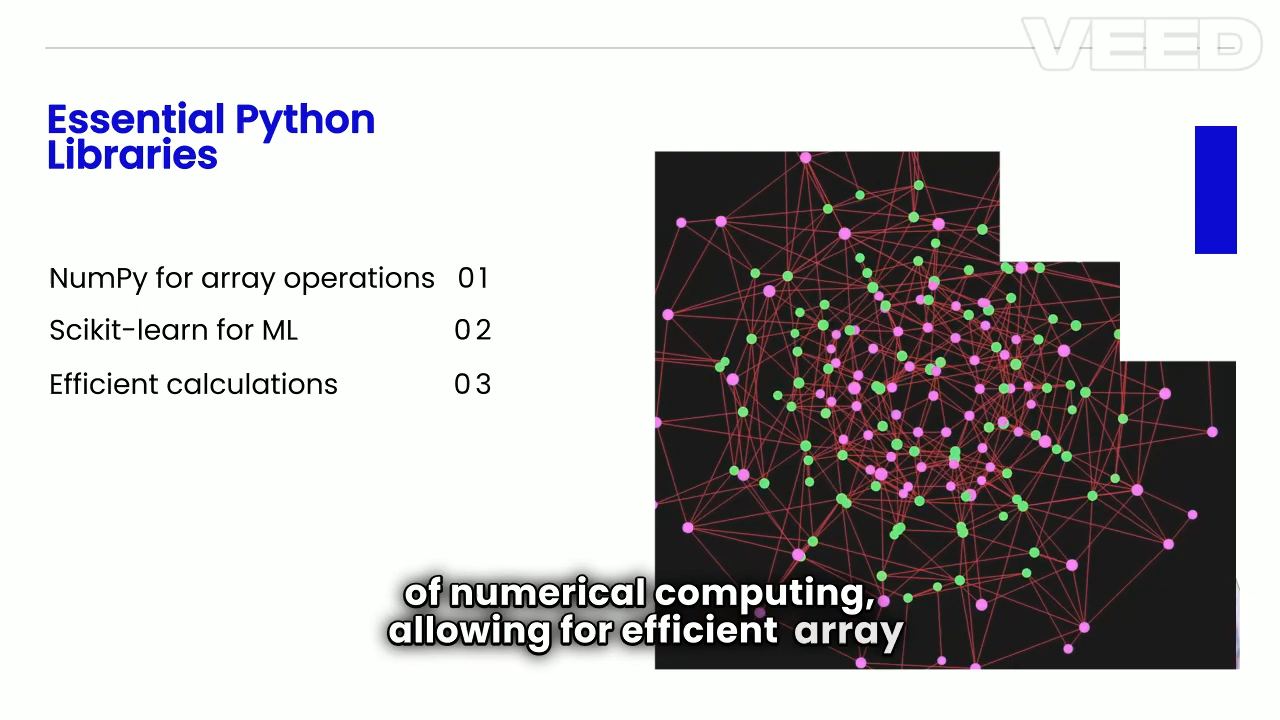 VEED
Essential Python
Libraries
NumPy for array operations 01
Scikit-learn for ML 02
Efficient calculations 03
of numerical computing,
allowing for efficient array